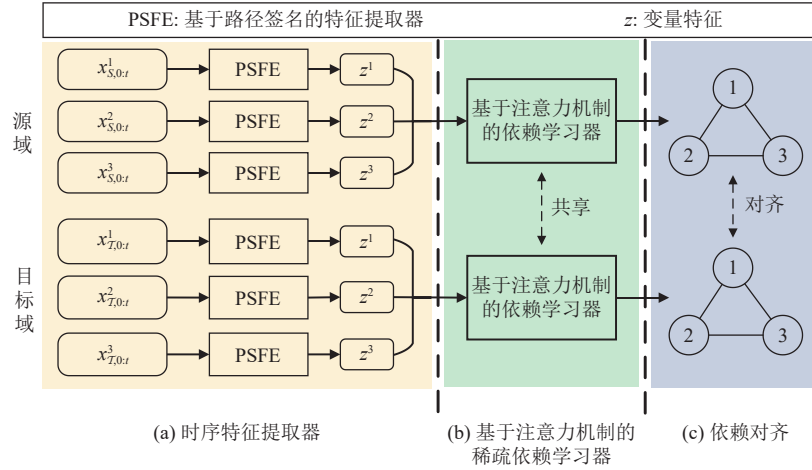 PSFE: 基于路径签名的特征提取器 z: 变量特征
源域
x^1_{S,0:t} PSFE z^1
x^2_{S,0:t} PSFE z^2
x^3_{S,0:t} PSFE z^3
基于注意力机制
的依赖学习器
1
2 3
共享
对齐
目标域
x^1_{T,0:t} PSFE z^1
x^2_{T,0:t} PSFE z^2
x^3_{T,0:t} PSFE z^3
基于注意力机制
的依赖学习器
1
2 3
(a) 时序特征提取器
(b) 基于注意力机制的
稀疏依赖学习器
(c) 依赖对齐